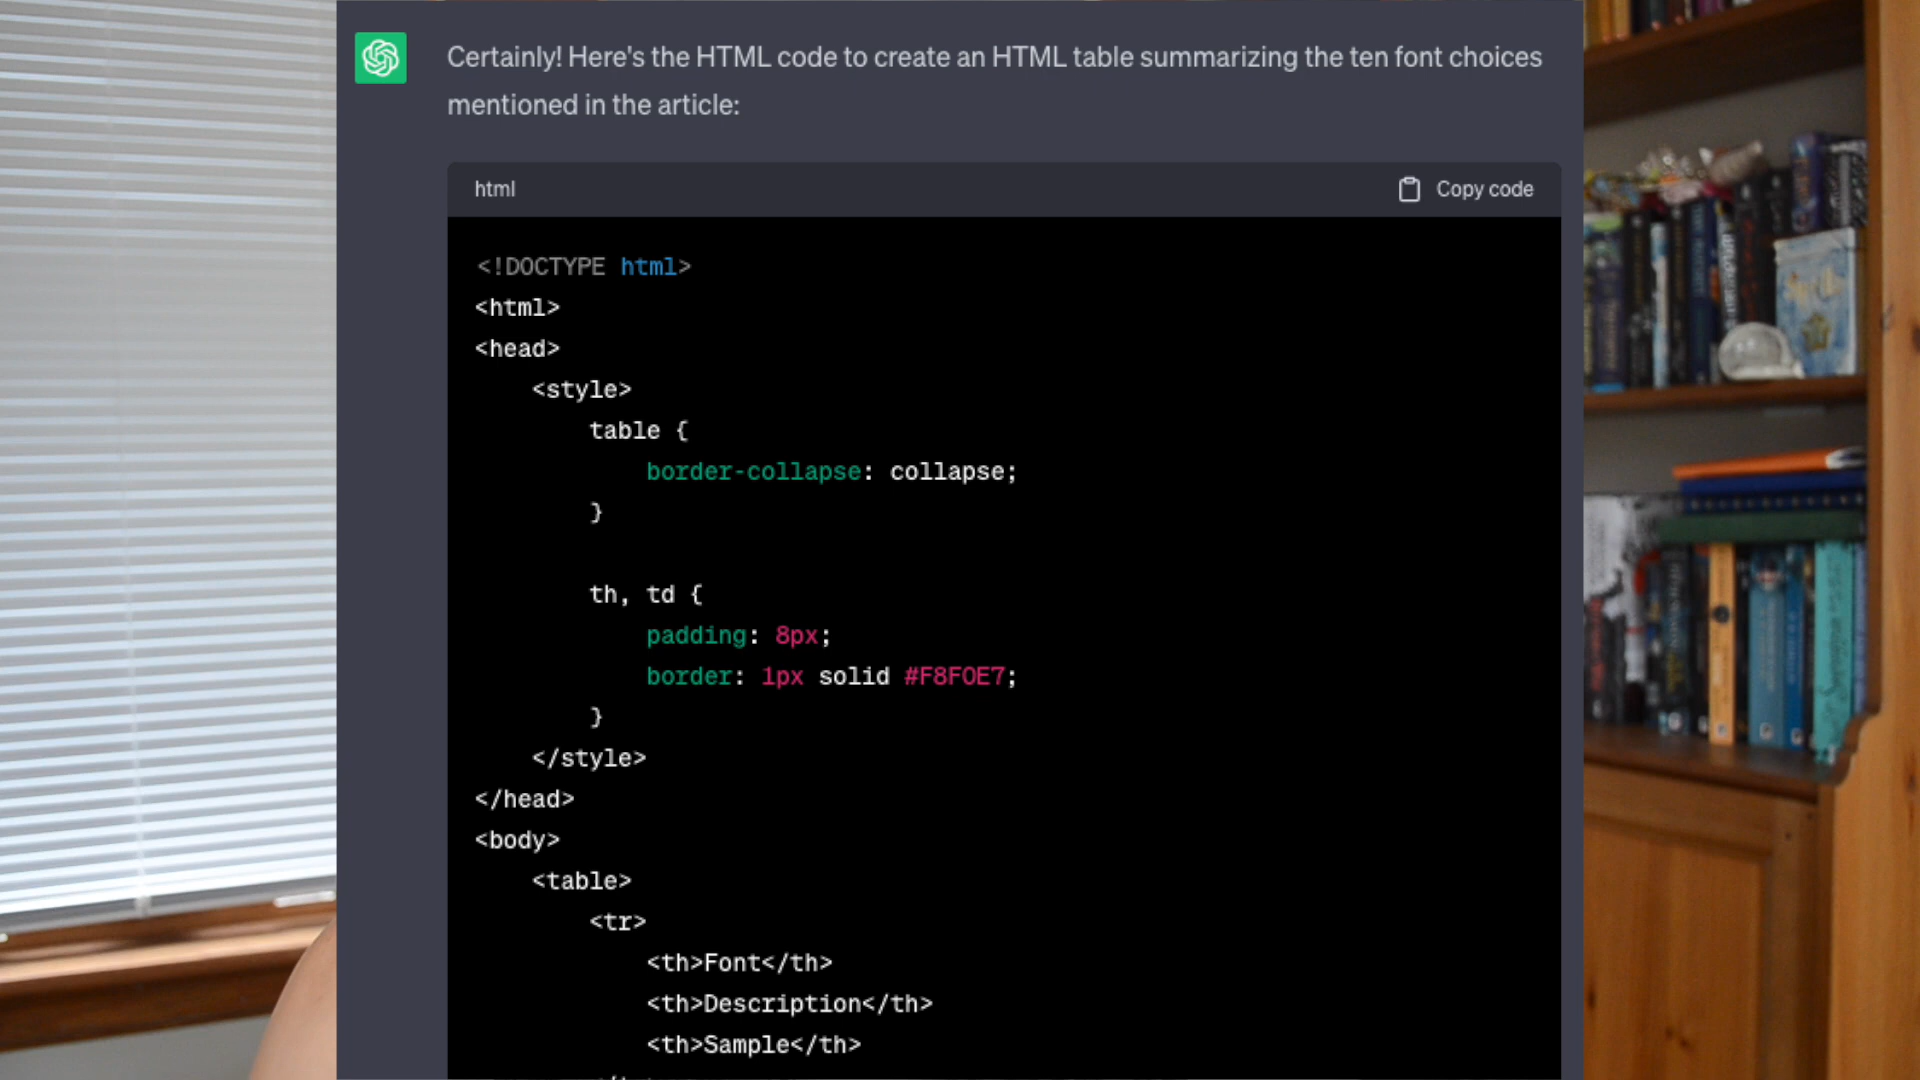 Certainly! Here's the HTML code to create an HTML table summarizing the ten font choices
mentioned in the article:
html
Copy code
<!DOCTYPE html>
<html>
<head>
<style>
table {
border-collapse: collapse;
}
th, td {
padding: 8px;
border: 1px solid #F8F0E7;
}
</style>
</head>
<body>
<table>
<tr>
<th>Font</th>
<th>Description</th>
<th>Sample</th>